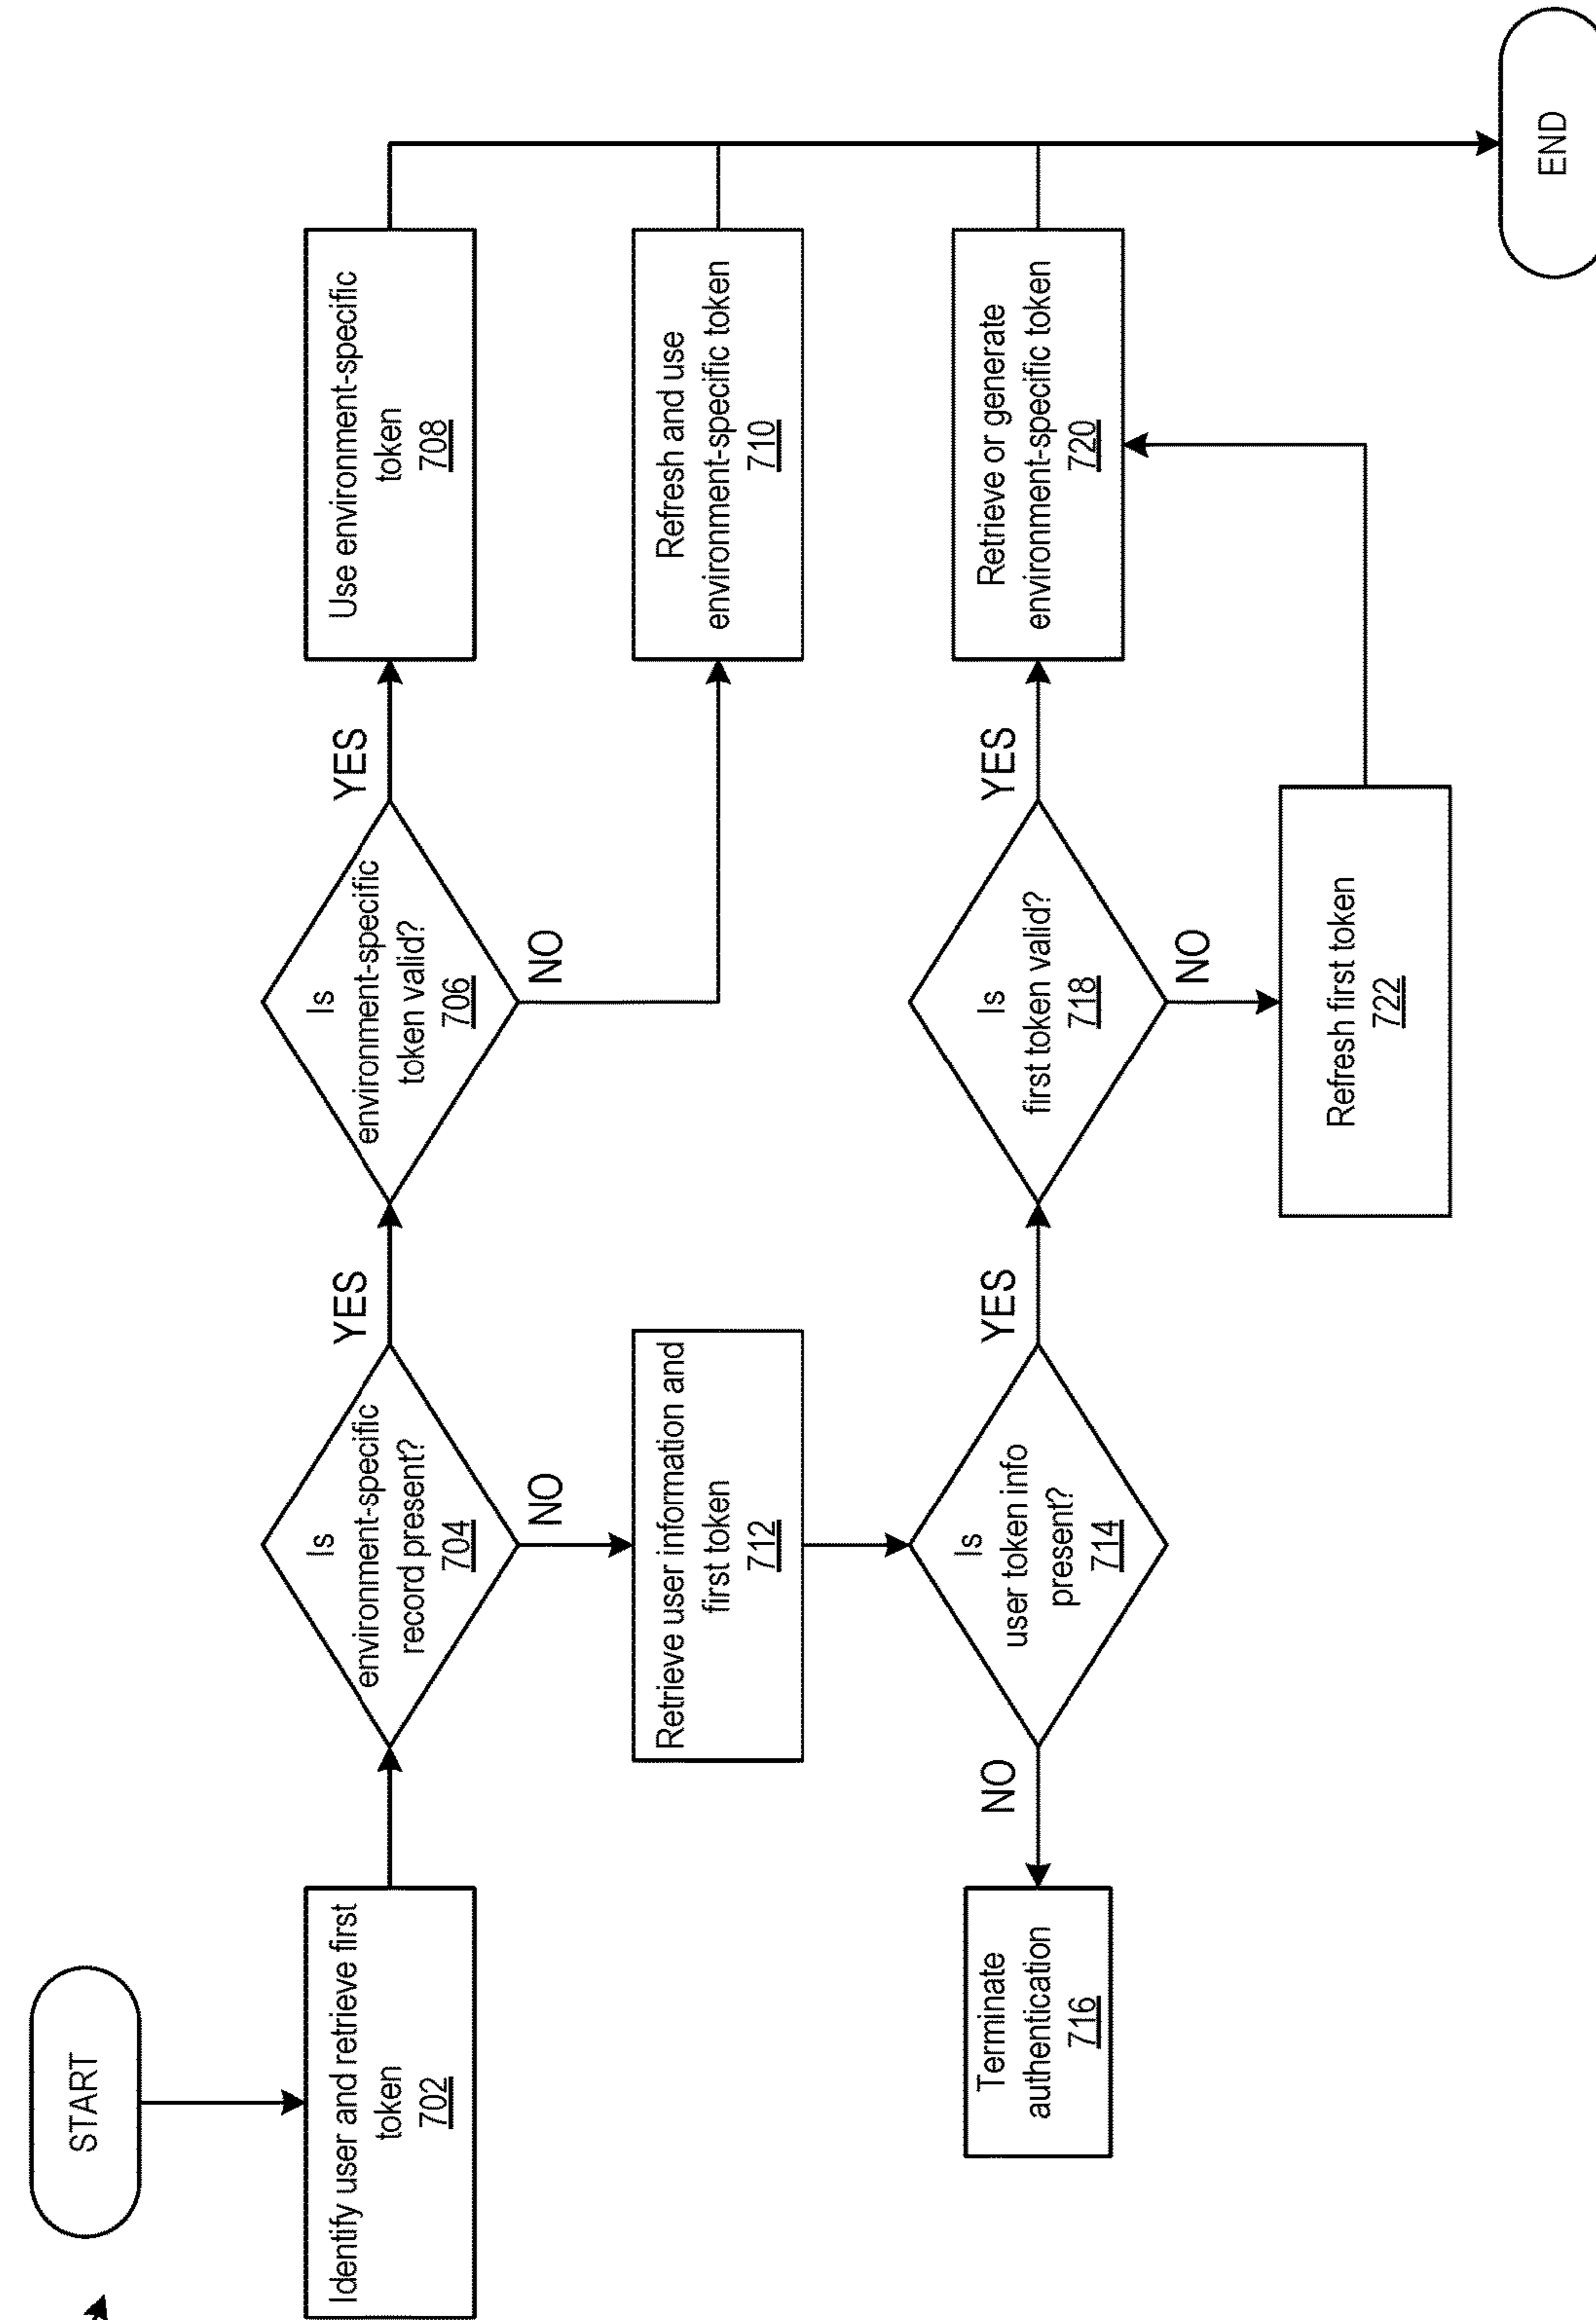 START
Identify user and retrieve first
token
702
Is
environment-specific
record present?
704
YES
NO
Is
environment-specific
token valid?
706
YES
NO
Use environment-specific
token
708
Refresh and use
environment-specific token
710
Retrieve user information and
first token
712
Is
user token info
present?
714
NO
YES
Terminate
authentication
716
Is
first token valid?
718
YES
NO
Retrieve or generate
environment-specific token
720
Refresh first token
722
END